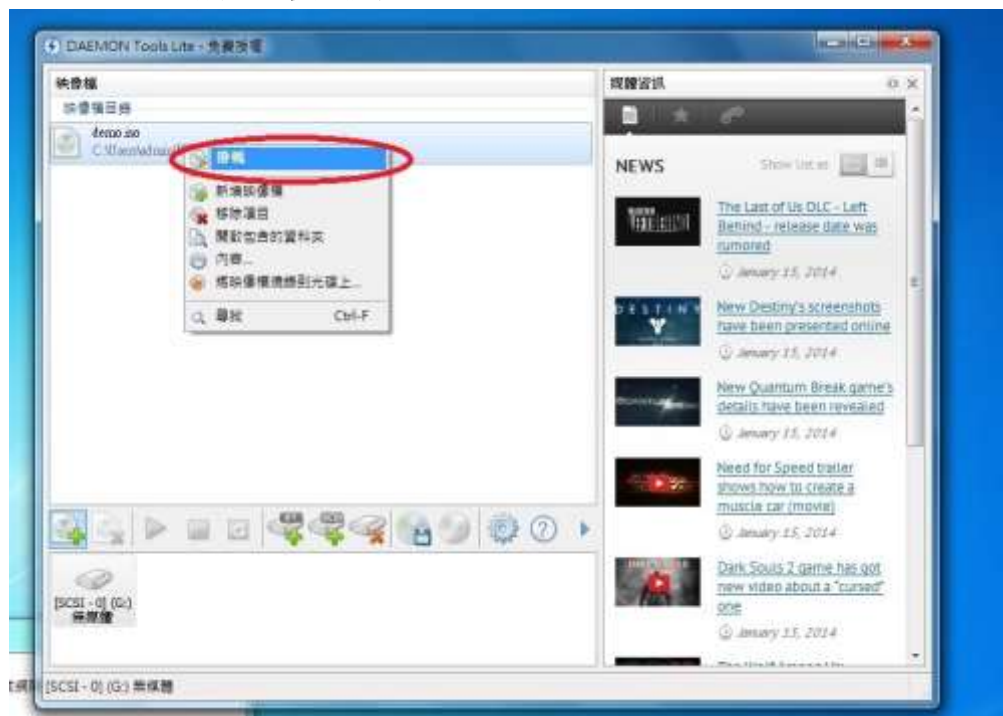 DAEMON Tools Lite - 免費授權
映像檔
映像檔目錄
demo.iso
掛載
新增映像檔
移除項目
開啟包含的資料夾
內容...
將映像檔燒錄到光碟上...
尋找 Ctrl-F
[SCSI - 0] (G:)
無媒體
[SCSI - 0] (G:) 無媒體
媒體資訊
NEWS
Show list as
The Last of Us DLC - Left
Behind - release date was
rumored
January 15, 2014
DESTINY
New Destiny's screenshots
have been presented online
January 15, 2014
New Quantum Break game's
details have been revealed
January 15, 2014
Need for Speed trailer
shows how to create a
muscle car (movie)
January 15, 2014
Dark Souls 2 game has got
new video about a "cursed"
one
January 15, 2014